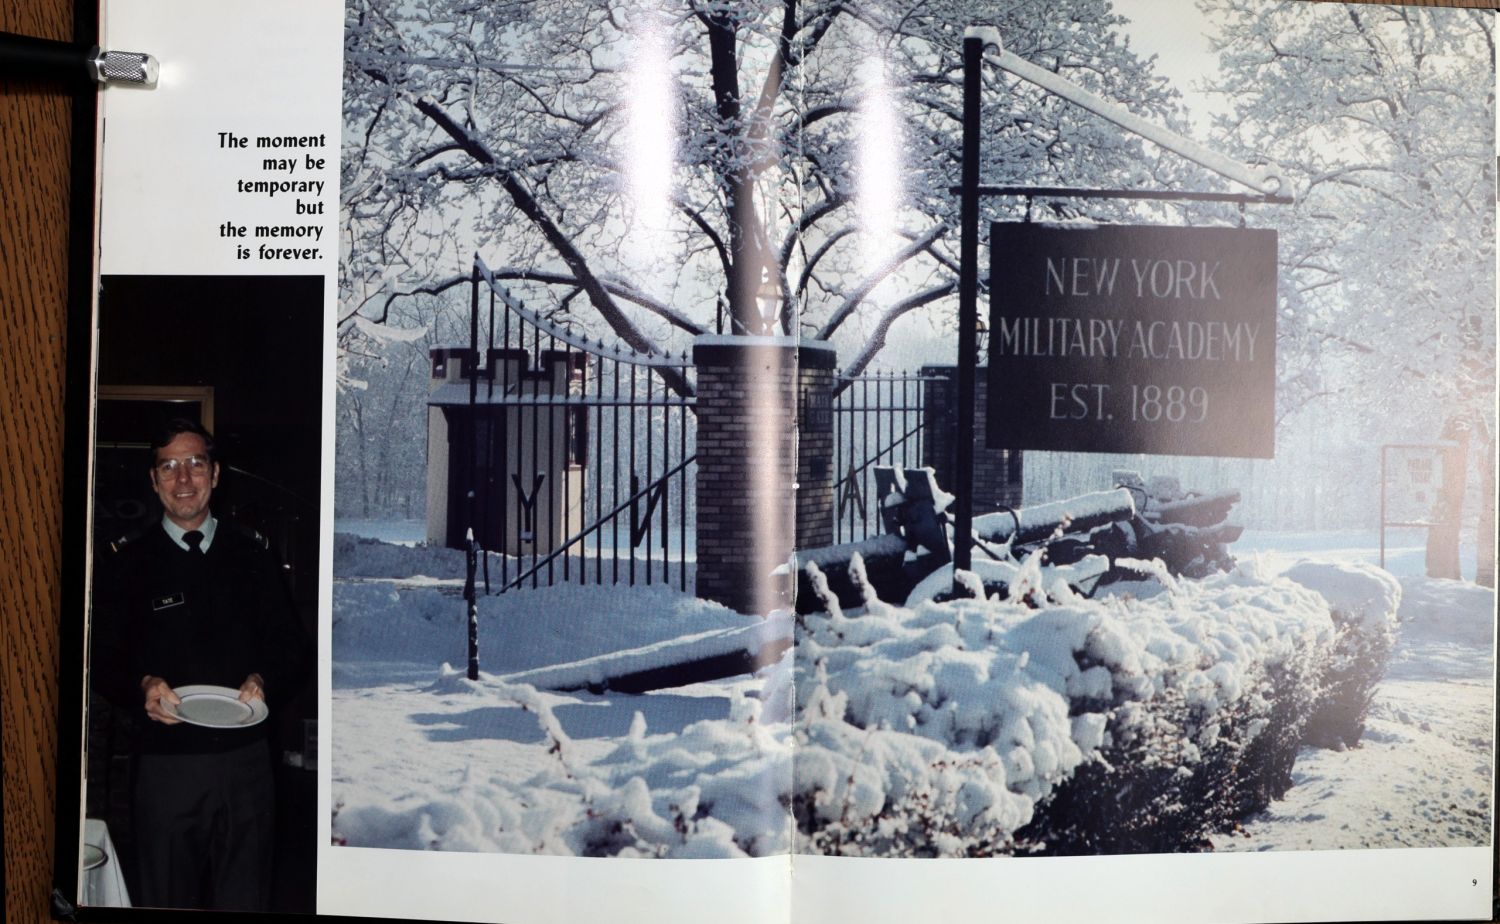 The moment
may be
temporary
but
the memory
is forever.
TATE
NEW YORK
MILITARY ACADEMY
EST. 1889
Y
N
A
9